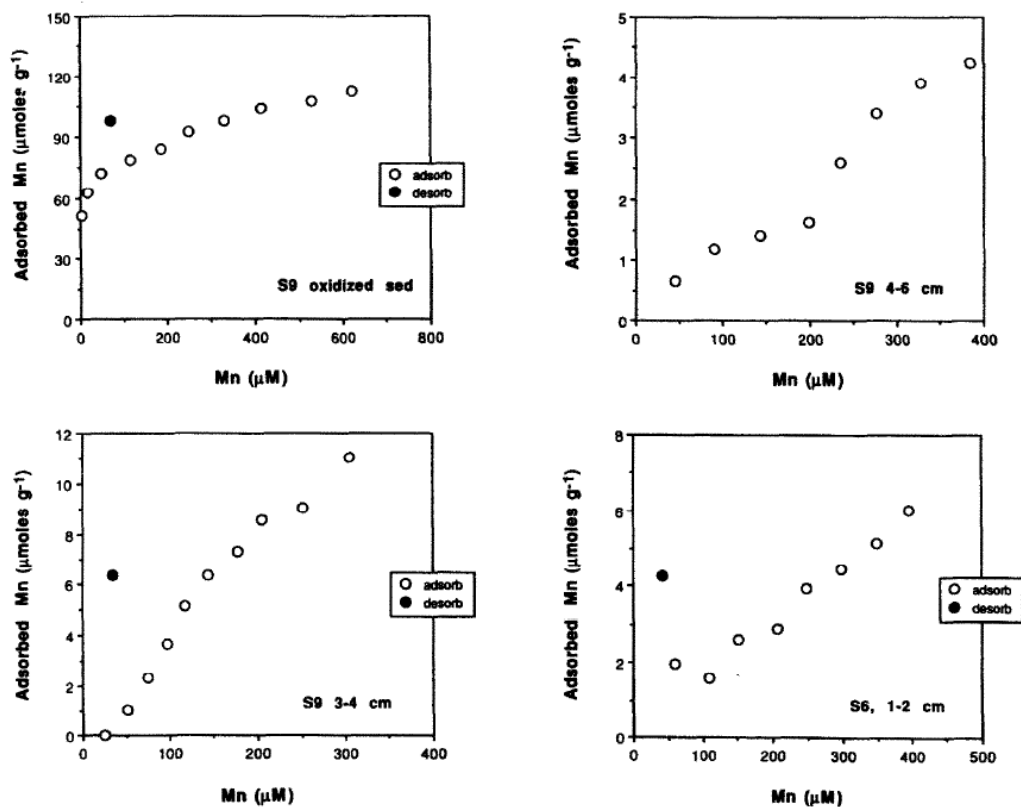 150
120
90
60
30
0
Adsorbed Mn (μmoles g⁻¹)
0 200 400 600 800
Mn (μM)
S9 oxidized sed
adsorb
desorb
5
4
3
2
1
0
Adsorbed Mn (μmoles g⁻¹)
0 100 200 300 400
Mn (μM)
S9 4-6 cm
12
10
8
6
4
2
0
Adsorbed Mn (μmoles g⁻¹)
0 100 200 300 400
Mn (μM)
S9 3-4 cm
adsorb
desorb
8
6
4
2
0
Adsorbed Mn (μmoles g⁻¹)
0 100 200 300 400 500
Mn (μM)
S6, 1-2 cm
adsorb
desorb